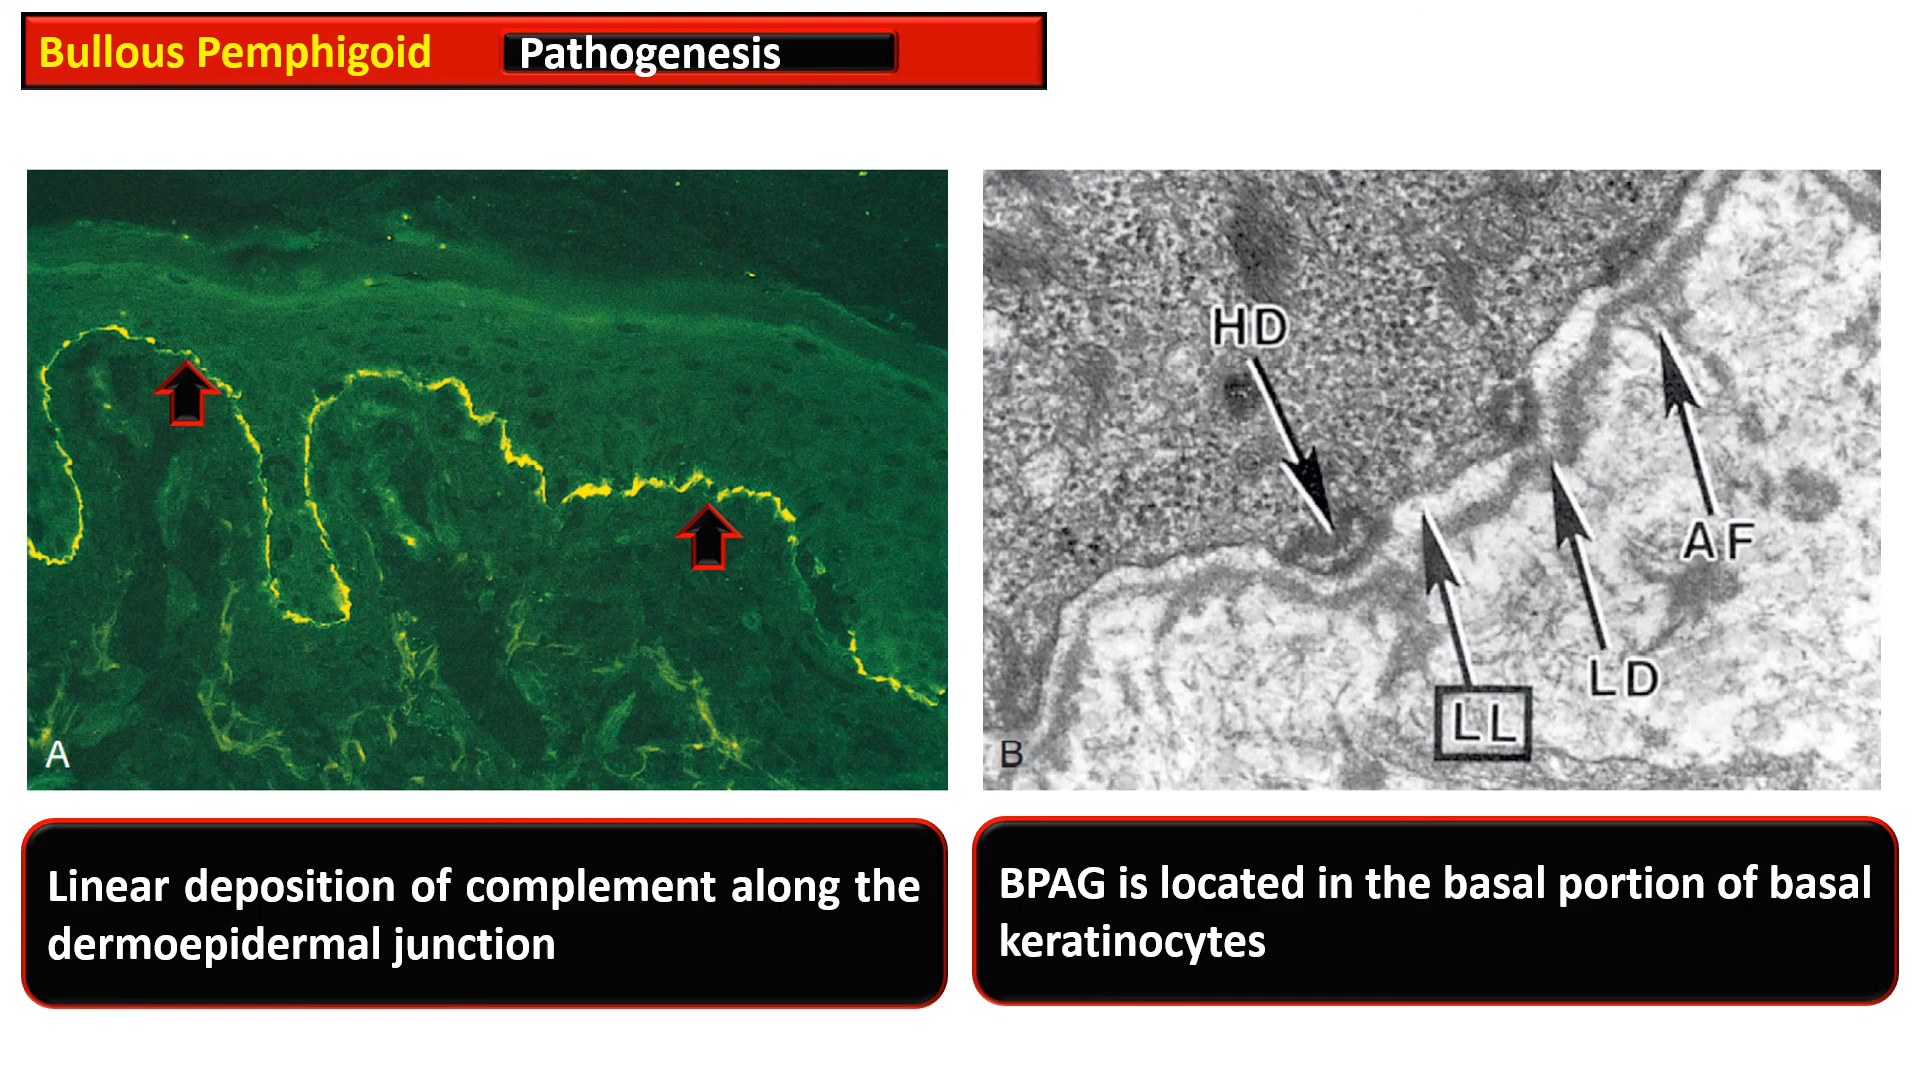 Bullous Pemphigoid Pathogenesis
HD
AF
LD
LL
A
B
Linear deposition of complement along the
dermoepidermal junction
BPAG is located in the basal portion of basal
keratinocytes